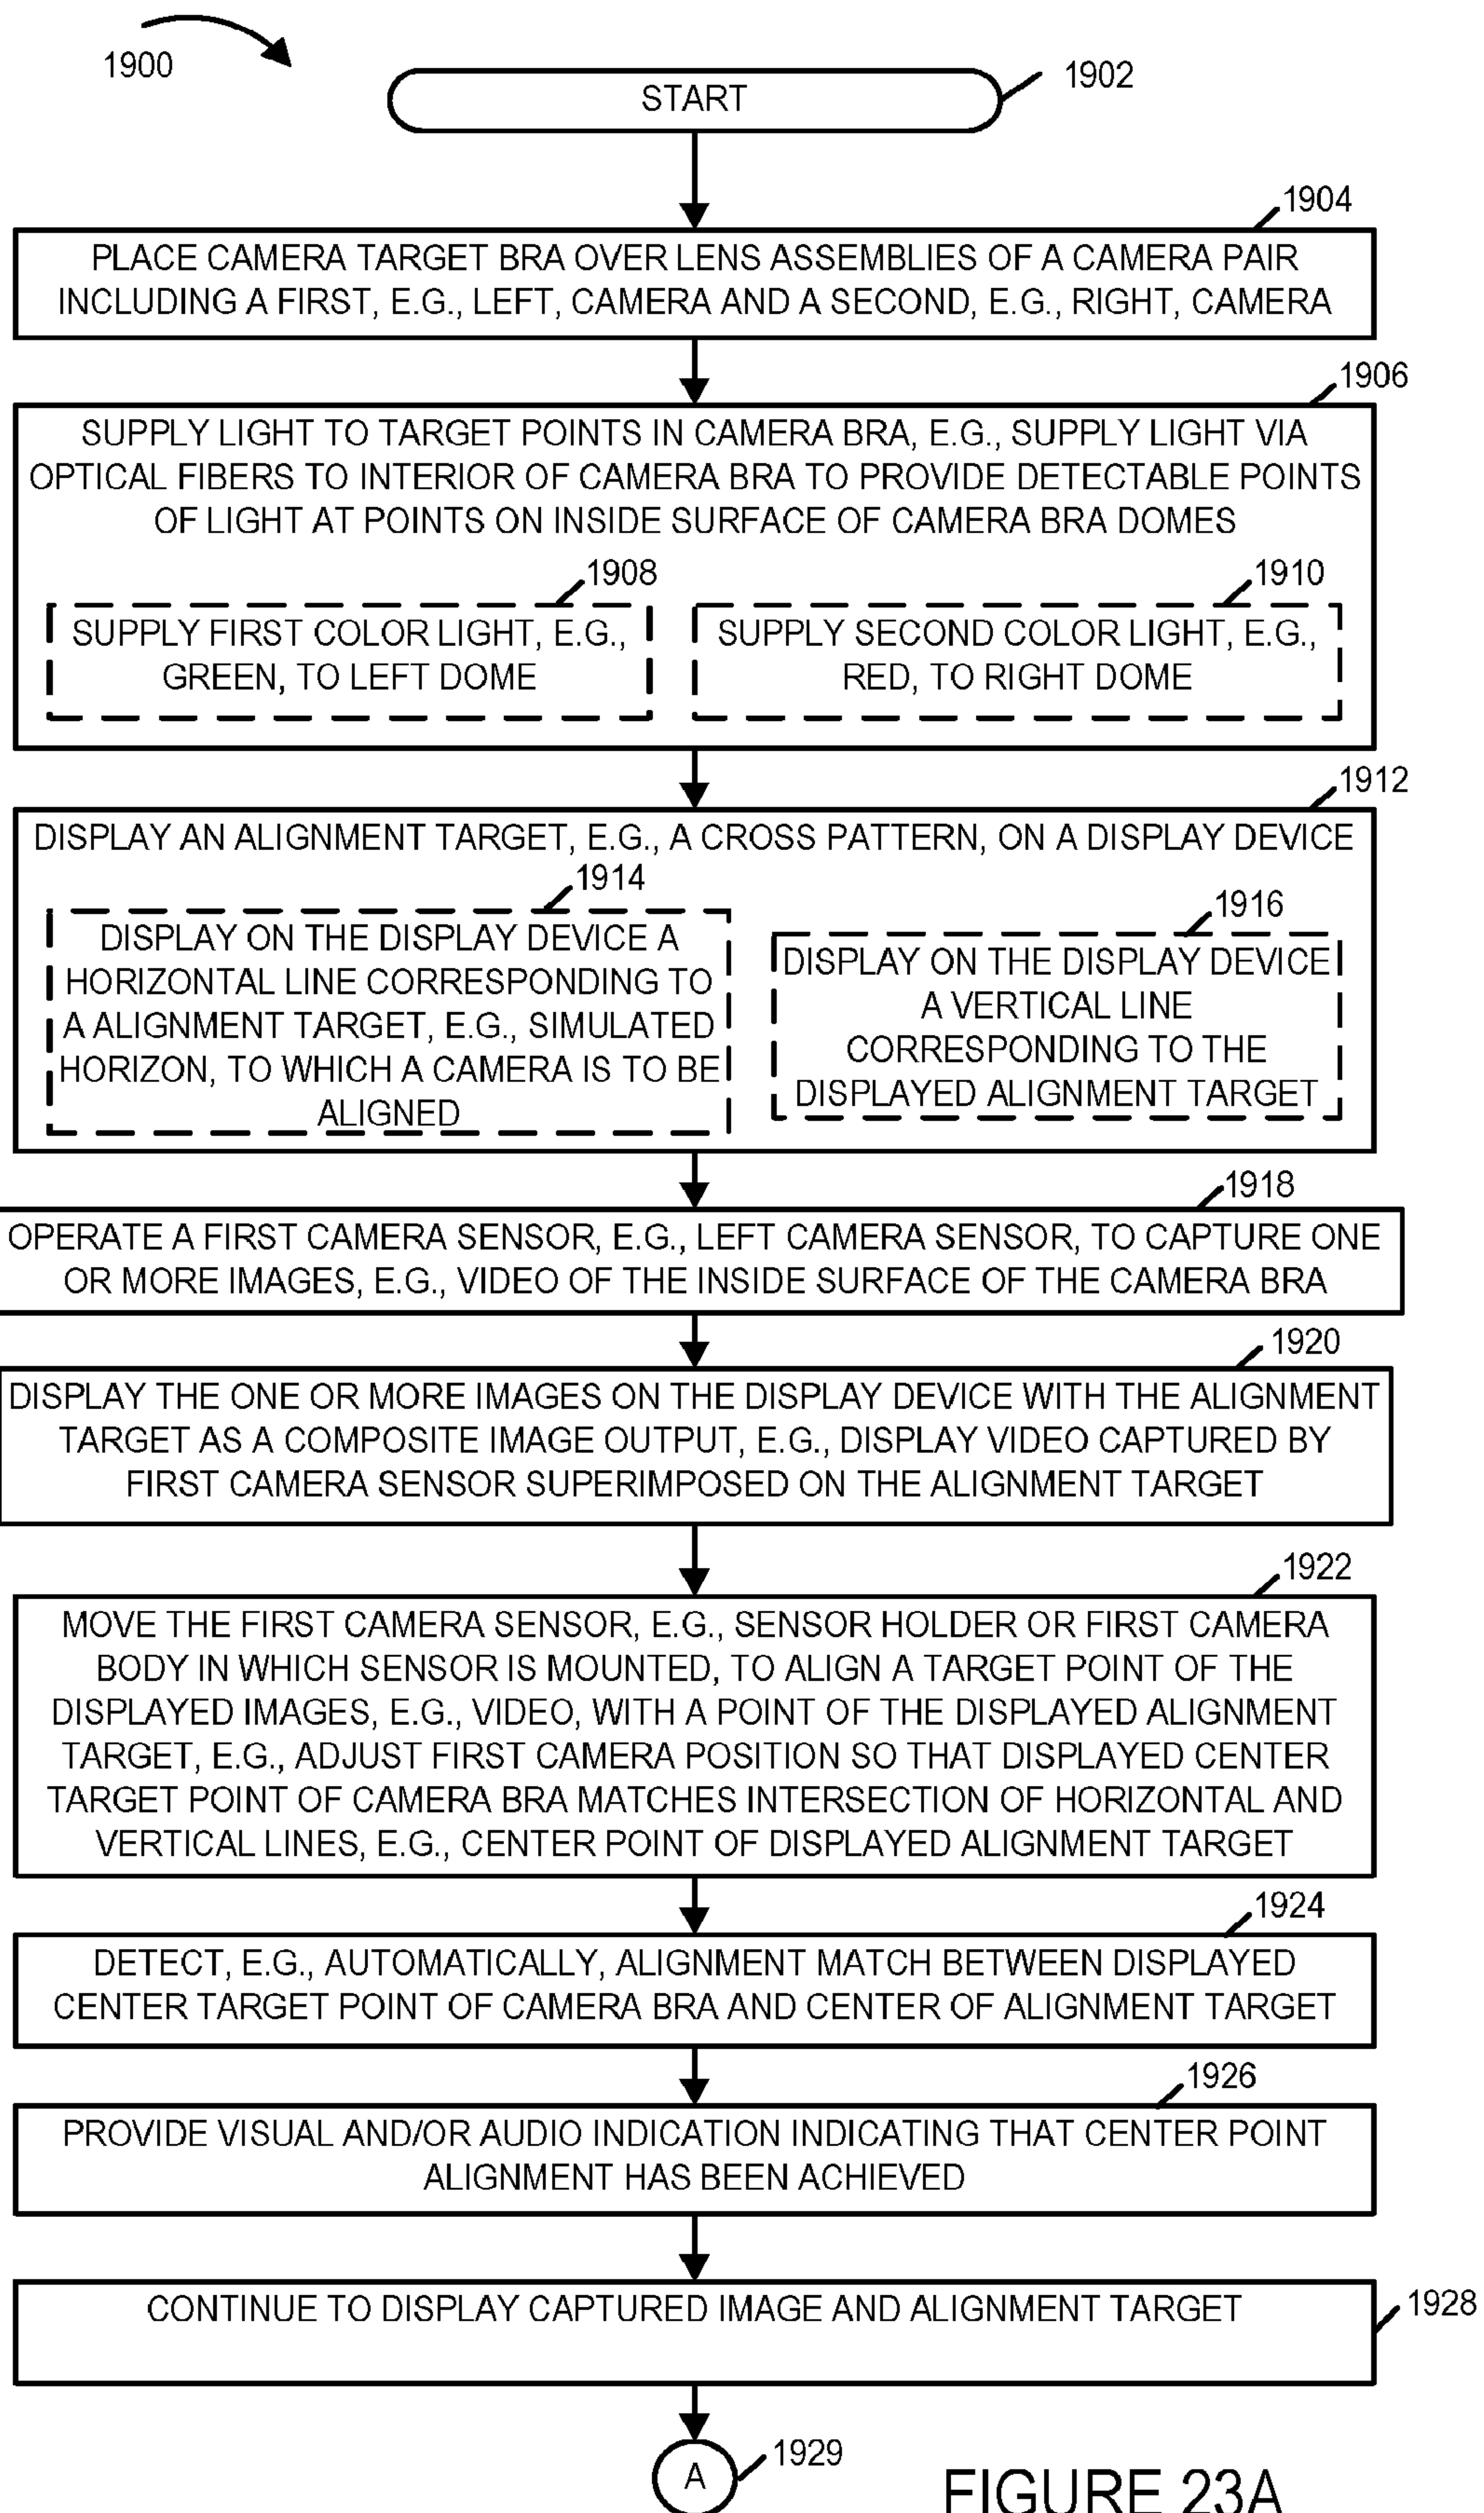 1900
START
1902
1904
PLACE CAMERA TARGET BRA OVER LENS ASSEMBLIES OF A CAMERA PAIR
INCLUDING A FIRST, E.G., LEFT, CAMERA AND A SECOND, E.G., RIGHT, CAMERA
1906
SUPPLY LIGHT TO TARGET POINTS IN CAMERA BRA, E.G., SUPPLY LIGHT VIA
OPTICAL FIBERS TO INTERIOR OF CAMERA BRA TO PROVIDE DETECTABLE POINTS
OF LIGHT AT POINTS ON INSIDE SURFACE OF CAMERA BRA DOMES
1908
SUPPLY FIRST COLOR LIGHT, E.G.,
GREEN, TO LEFT DOME
1910
SUPPLY SECOND COLOR LIGHT, E.G.,
RED, TO RIGHT DOME
1912
DISPLAY AN ALIGNMENT TARGET, E.G., A CROSS PATTERN, ON A DISPLAY DEVICE
1914
DISPLAY ON THE DISPLAY DEVICE A
HORIZONTAL LINE CORRESPONDING TO
A ALIGNMENT TARGET, E.G., SIMULATED
HORIZON, TO WHICH A CAMERA IS TO BE
ALIGNED
1916
DISPLAY ON THE DISPLAY DEVICE
A VERTICAL LINE
CORRESPONDING TO THE
DISPLAYED ALIGNMENT TARGET
1918
OPERATE A FIRST CAMERA SENSOR, E.G., LEFT CAMERA SENSOR, TO CAPTURE ONE
OR MORE IMAGES, E.G., VIDEO OF THE INSIDE SURFACE OF THE CAMERA BRA
1920
DISPLAY THE ONE OR MORE IMAGES ON THE DISPLAY DEVICE WITH THE ALIGNMENT
TARGET AS A COMPOSITE IMAGE OUTPUT, E.G., DISPLAY VIDEO CAPTURED BY
FIRST CAMERA SENSOR SUPERIMPOSED ON THE ALIGNMENT TARGET
1922
MOVE THE FIRST CAMERA SENSOR, E.G., SENSOR HOLDER OR FIRST CAMERA
BODY IN WHICH SENSOR IS MOUNTED, TO ALIGN A TARGET POINT OF THE
DISPLAYED IMAGES, E.G., VIDEO, WITH A POINT OF THE DISPLAYED ALIGNMENT
TARGET, E.G., ADJUST FIRST CAMERA POSITION SO THAT DISPLAYED CENTER
TARGET POINT OF CAMERA BRA MATCHES INTERSECTION OF HORIZONTAL AND
VERTICAL LINES, E.G., CENTER POINT OF DISPLAYED ALIGNMENT TARGET
1924
DETECT, E.G., AUTOMATICALLY, ALIGNMENT MATCH BETWEEN DISPLAYED
CENTER TARGET POINT OF CAMERA BRA AND CENTER OF ALIGNMENT TARGET
1926
PROVIDE VISUAL AND/OR AUDIO INDICATION INDICATING THAT CENTER POINT
ALIGNMENT HAS BEEN ACHIEVED
CONTINUE TO DISPLAY CAPTURED IMAGE AND ALIGNMENT TARGET
1928
A
1929
FIGURE 23A